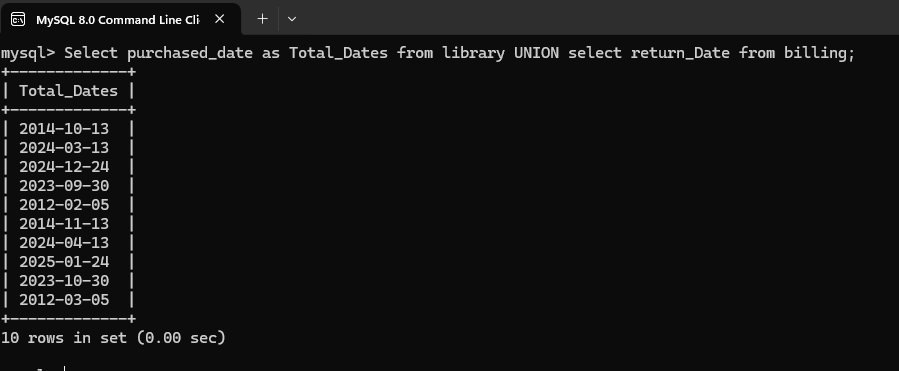 MySQL 8.0 Command Line Cli
mysql> Select purchased_date as Total_Dates from library UNION select return_Date from billing;
+-------------+
| Total_Dates |
+-------------+
| 2014-10-13  |
| 2024-03-13  |
| 2024-12-24  |
| 2023-09-30  |
| 2012-02-05  |
| 2014-11-13  |
| 2024-04-13  |
| 2025-01-24  |
| 2023-10-30  |
| 2012-03-05  |
+-------------+
10 rows in set (0.00 sec)